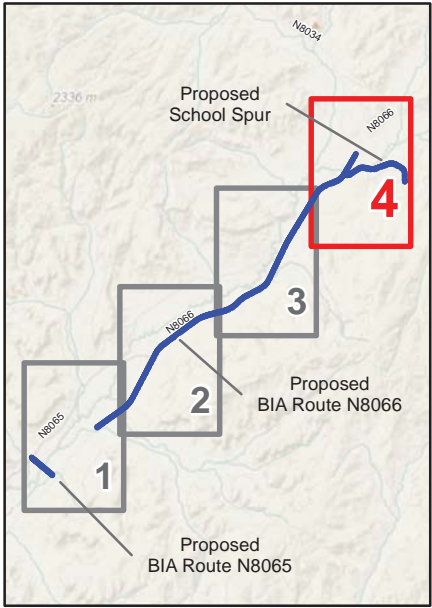 N8034
2336 m
Proposed
School Spur
N8066
4
3
N8066
2
Proposed
BIA Route N8066
N8065
1
Proposed
BIA Route N8065